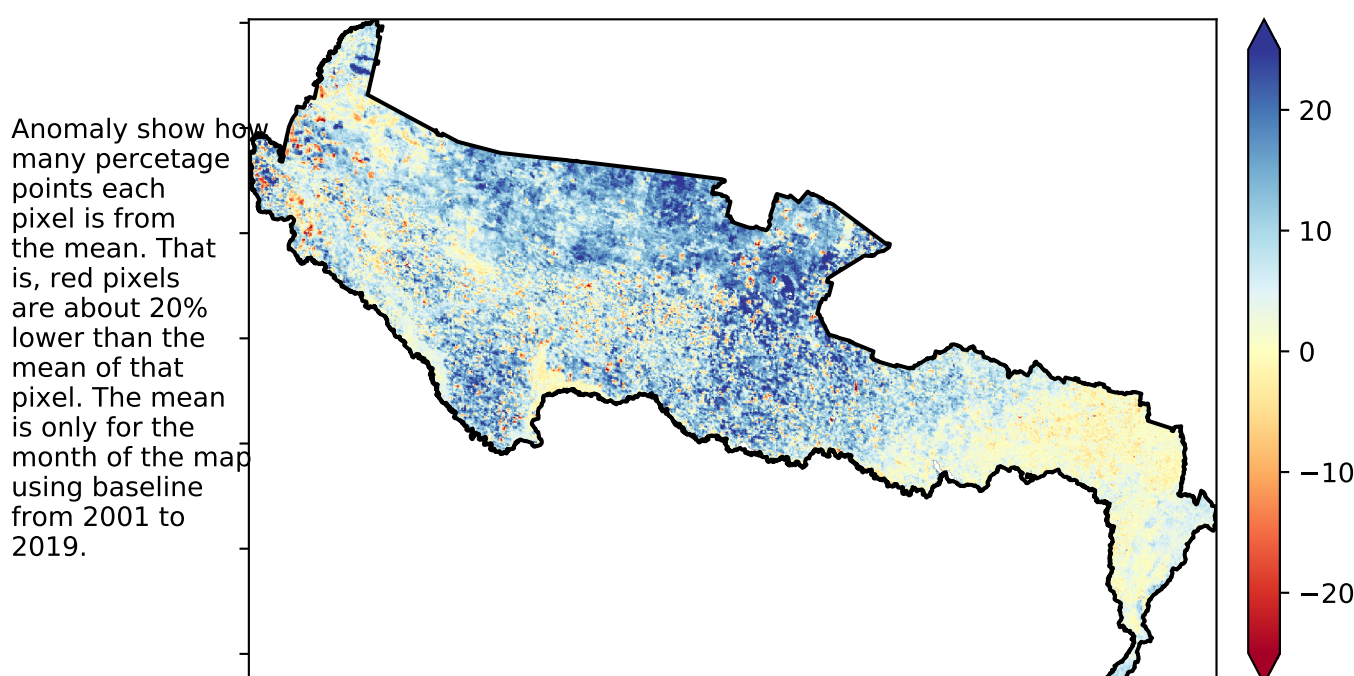 Anomaly show how
many percetage
points each
pixel is from
the mean. That
is, red pixels
are about 20%
lower than the
mean of that
pixel. The mean
is only for the
month of the map
using baseline
from 2001 to
2019.
20
10
0
−10
−20